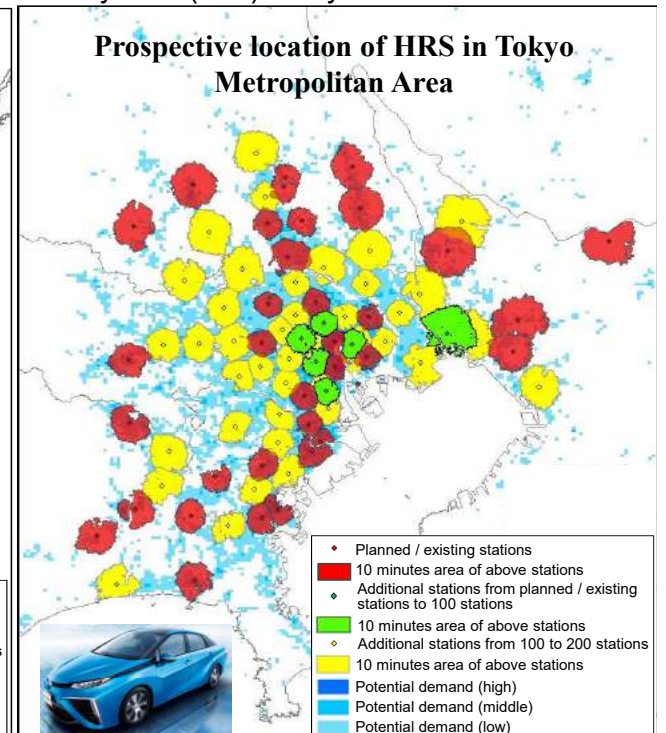 Prospective location of HRS in Tokyo
Metropolitan Area
Planned / existing stations
10 minutes area of above stations
Additional stations from planned / existing
stations to 100 stations
10 minutes area of above stations
Additional stations from 100 to 200 stations
10 minutes area of above stations
Potential demand (high)
Potential demand (middle)
Potential demand (low)